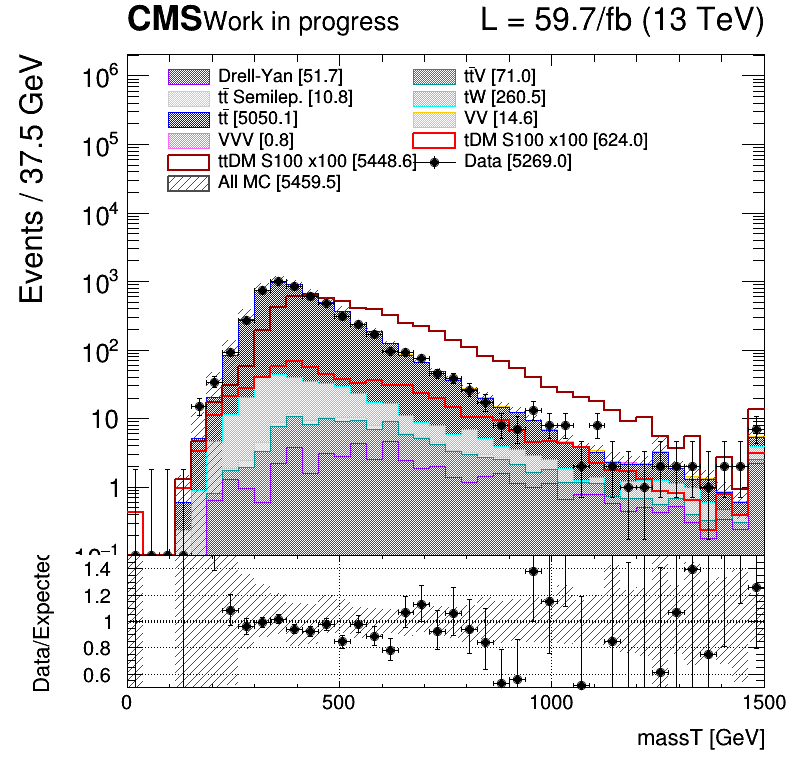 CMS Work in progress L = 59.7/fb (13 TeV)
Events / 37.5 GeV
10⁶
10⁵
10⁴
10³
10²
10
1
10⁻¹
Drell-Yan [51.7]
tt̄V [71.0]
tt̄ Semilep. [10.8]
tW [260.5]
tt̄ [5050.1]
VV [14.6]
VVV [0.8]
tDM S100 x100 [624.0]
ttDM S100 x100 [5448.6]
Data [5269.0]
All MC [5459.5]
Data/Expected
1.4
1.2
1
0.8
0.6
0 500 1000 1500
massT [GeV]